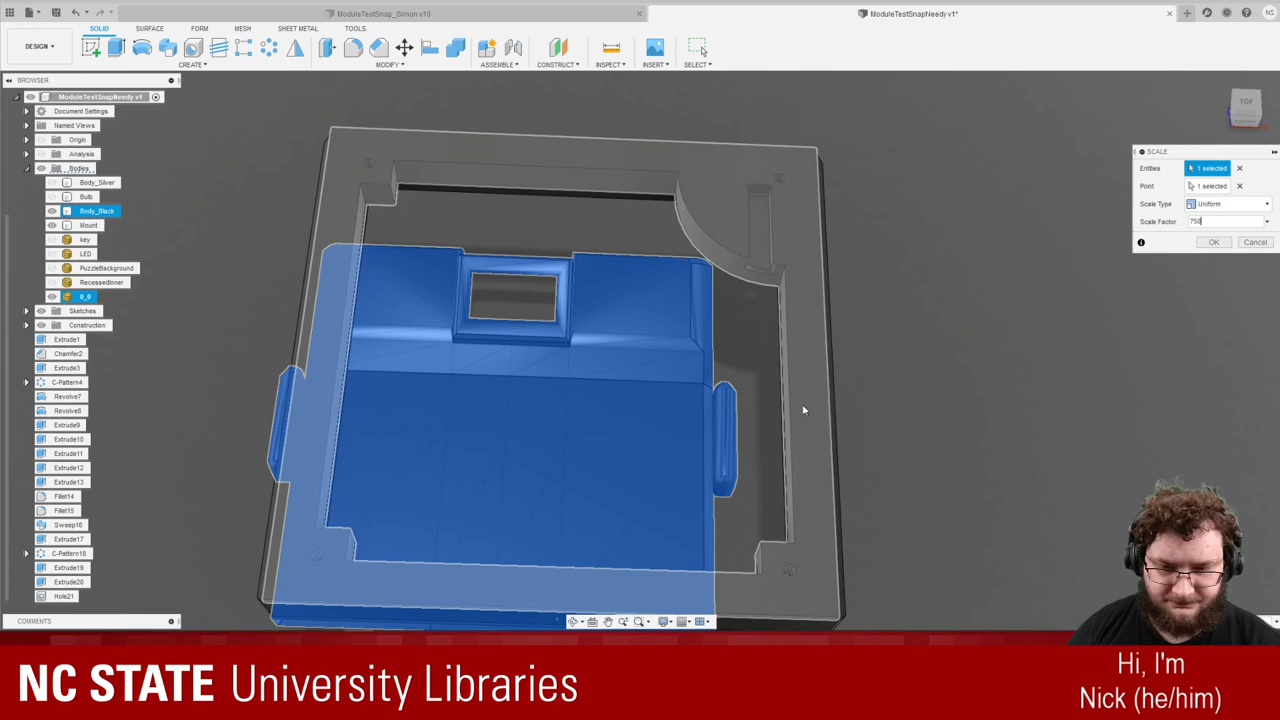 ModuleTestSnap_Simon v10
ModuleTestSnapNeedy v1*
NS
DESIGN
SOLID
SURFACE
FORM
MESH
SHEET METAL
TOOLS
CREATE
MODIFY
ASSEMBLE
CONSTRUCT
INSPECT
INSERT
SELECT
BROWSER
ModuleTestSnapNeedy v1
Document Settings
Named Views
Origin
Analysis
Bodies
Body_Silver
Bulb
Body_Black
Mount
key
LED
PuzzleBackground
RecessedInner
0_0
Sketches
Construction
Extrude1
Chamfer2
Extrude3
C-Pattern4
Revolve7
Revolve8
Extrude9
Extrude10
Extrude11
Extrude12
Extrude13
Fillet14
Fillet15
Sweep16
Extrude17
C-Pattern18
Extrude19
Extrude20
Hole21
COMMENTS
TOP
SCALE
Entities 1 selected
Point 1 selected
Scale Type Uniform
Scale Factor 750
OK Cancel
NC STATE University Libraries
Hi, I'm
Nick (he/him)